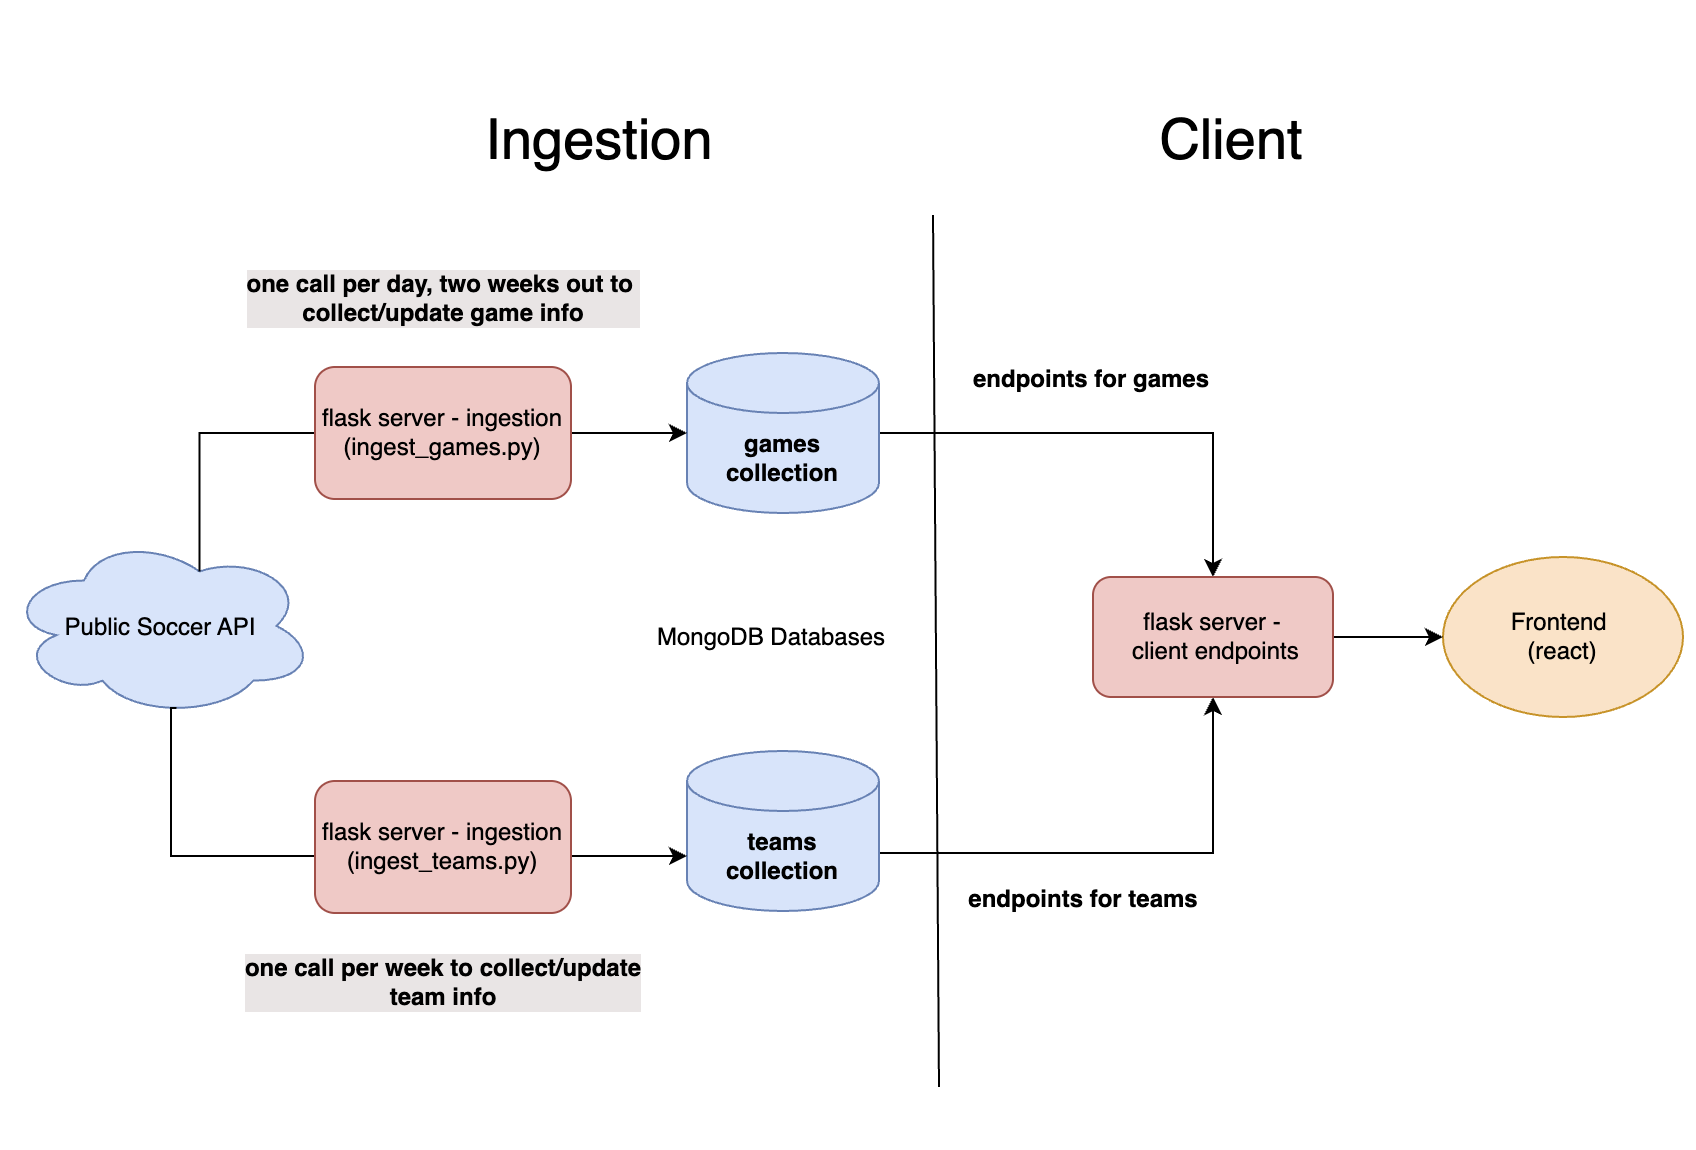 Ingestion
Client
one call per day, two weeks out to
collect/update game info
flask server - ingestion
(ingest_games.py)
games
collection
endpoints for games
Public Soccer API
MongoDB Databases
flask server -
client endpoints
Frontend
(react)
flask server - ingestion
(ingest_teams.py)
teams
collection
endpoints for teams
one call per week to collect/update
team info